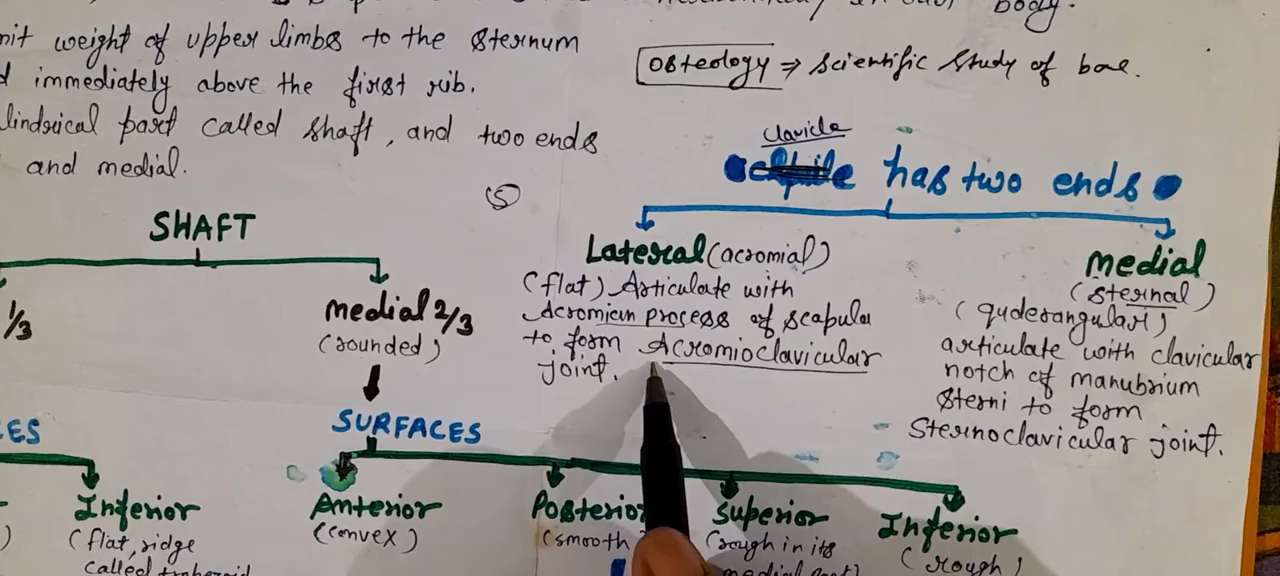 body.
nit weight of upper limbs to the sternum
d immediately above the first rib.
lindrical part called shaft, and two ends
and medial.
Osteology ⇒ scientific study of bone.
(S)
clavicle
has two ends
SHAFT
1/3
medial 2/3
(rounded)
Lateral (acromial)
(flat) Articulate with
Acromian process of scapula
to form Acromioclavicular
joint.
medial
(sternal)
(quderangular)
articulate with clavicular
notch of manubrium
sterni to form
Sternoclavicular joint.
ES
SURFACES
Inferior
(flat, ridge
called
Anterior
(convex)
Posterior
(smooth
Superior
(rough in its
medial part)
Inferior
(rough)